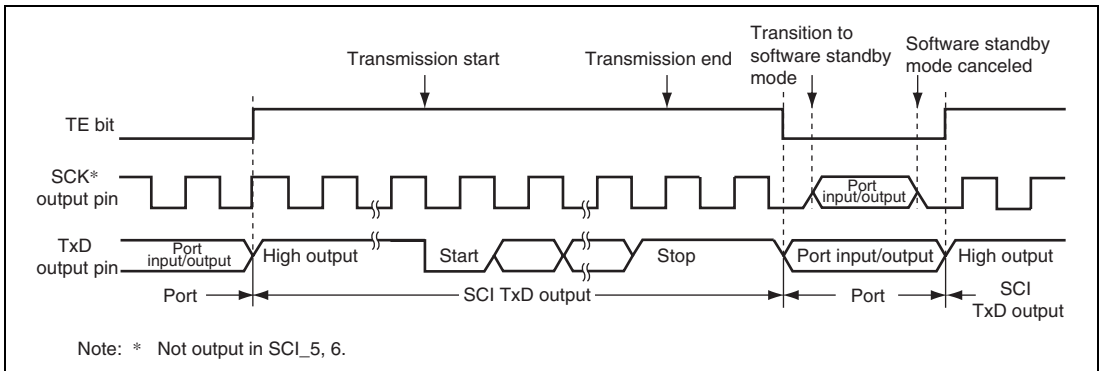 Transition to
software standby
mode
Software standby
mode canceled
Transmission start
Transmission end
TE bit
SCK*
output pin
Port
input/output
TxD
output pin
Port
input/output
High output
Start
Stop
Port input/output
High output
Port
SCI TxD output
Port
SCI
TxD output
Note: * Not output in SCI_5, 6.